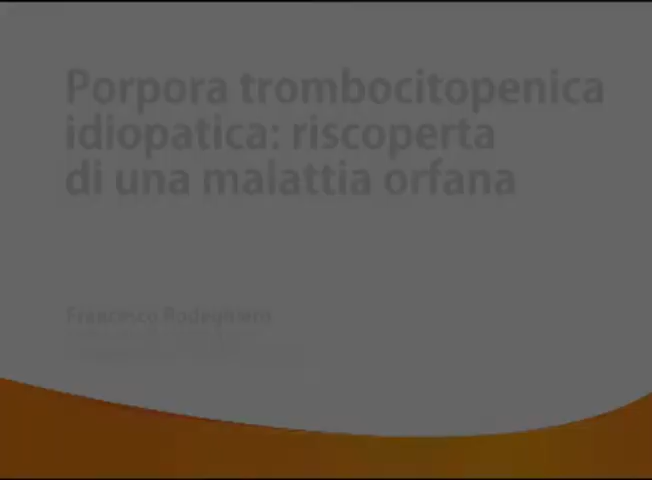 Porpora trombocitopenica
idiopatica: riscoperta
di una malattia orfana
Francesco Rodeghiero